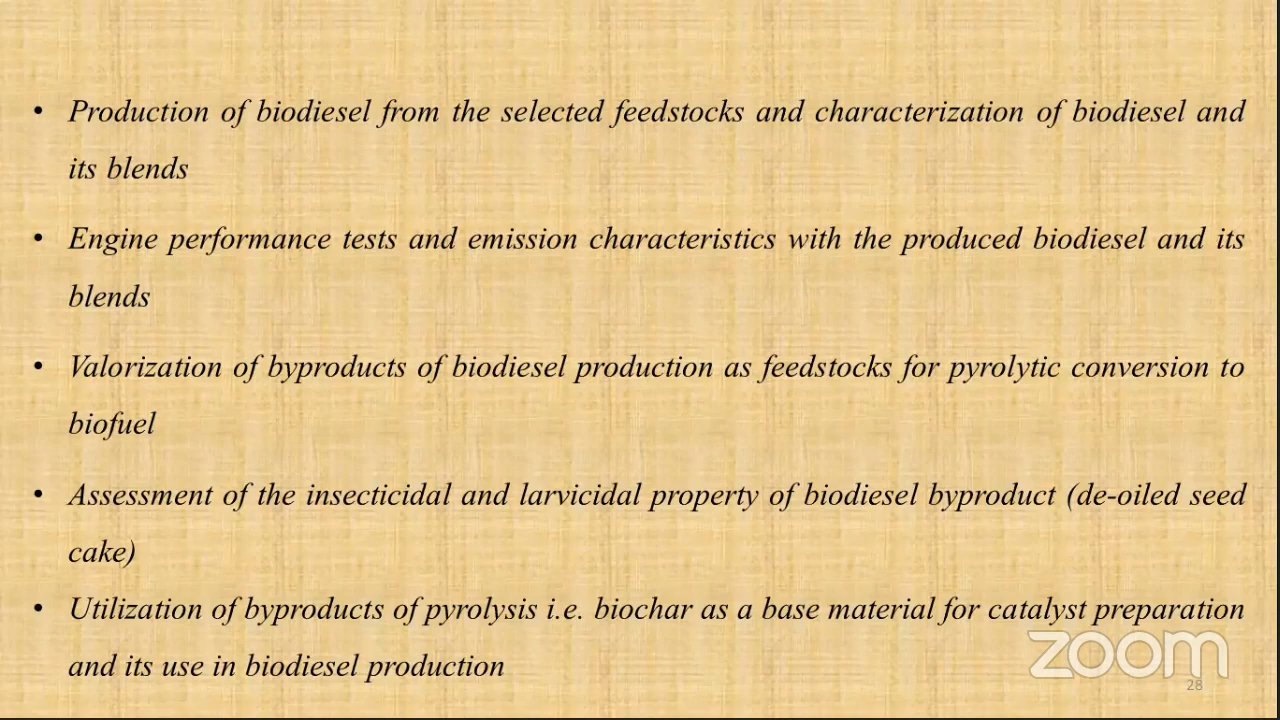 • Production of biodiesel from the selected feedstocks and characterization of biodiesel and
its blends
• Engine performance tests and emission characteristics with the produced biodiesel and its
blends
• Valorization of byproducts of biodiesel production as feedstocks for pyrolytic conversion to
biofuel
• Assessment of the insecticidal and larvicidal property of biodiesel byproduct (de-oiled seed
cake)
• Utilization of byproducts of pyrolysis i.e. biochar as a base material for catalyst preparation
and its use in biodiesel production
zoom
28